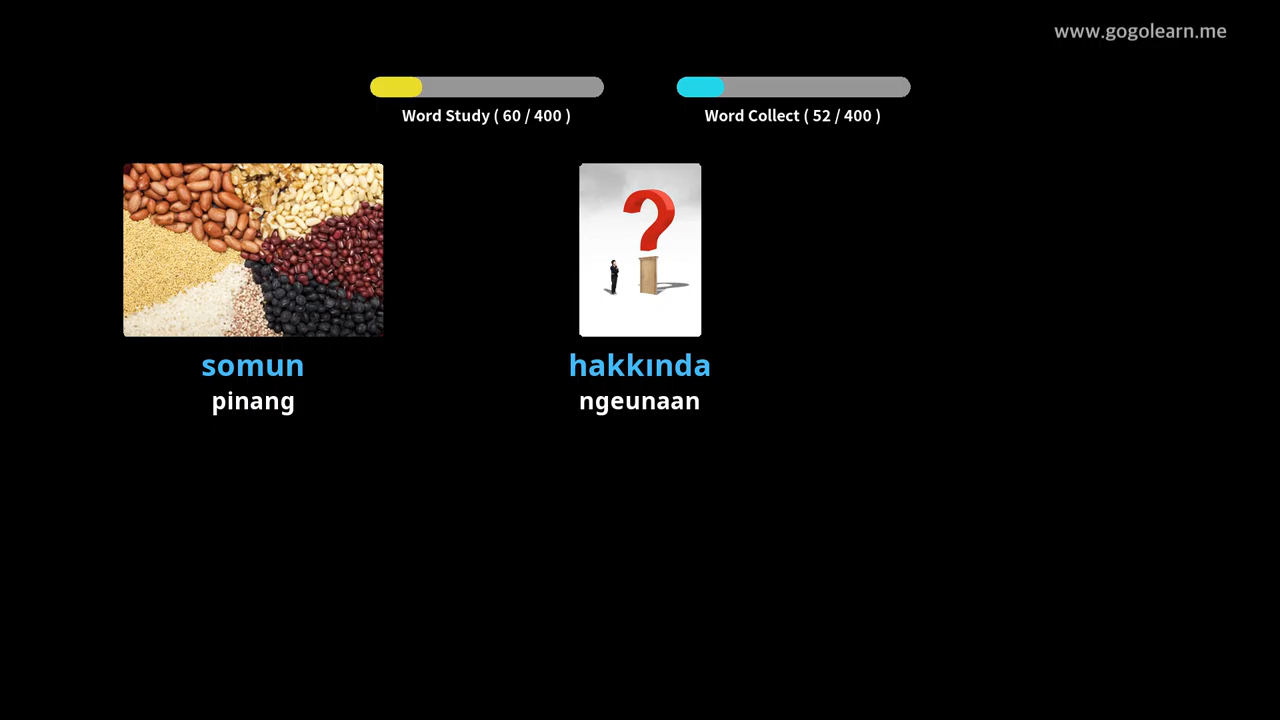 www.gogolearn.me
Word Study ( 60 / 400 )
Word Collect ( 52 / 400 )
somun
pinang
hakkında
ngeunaan